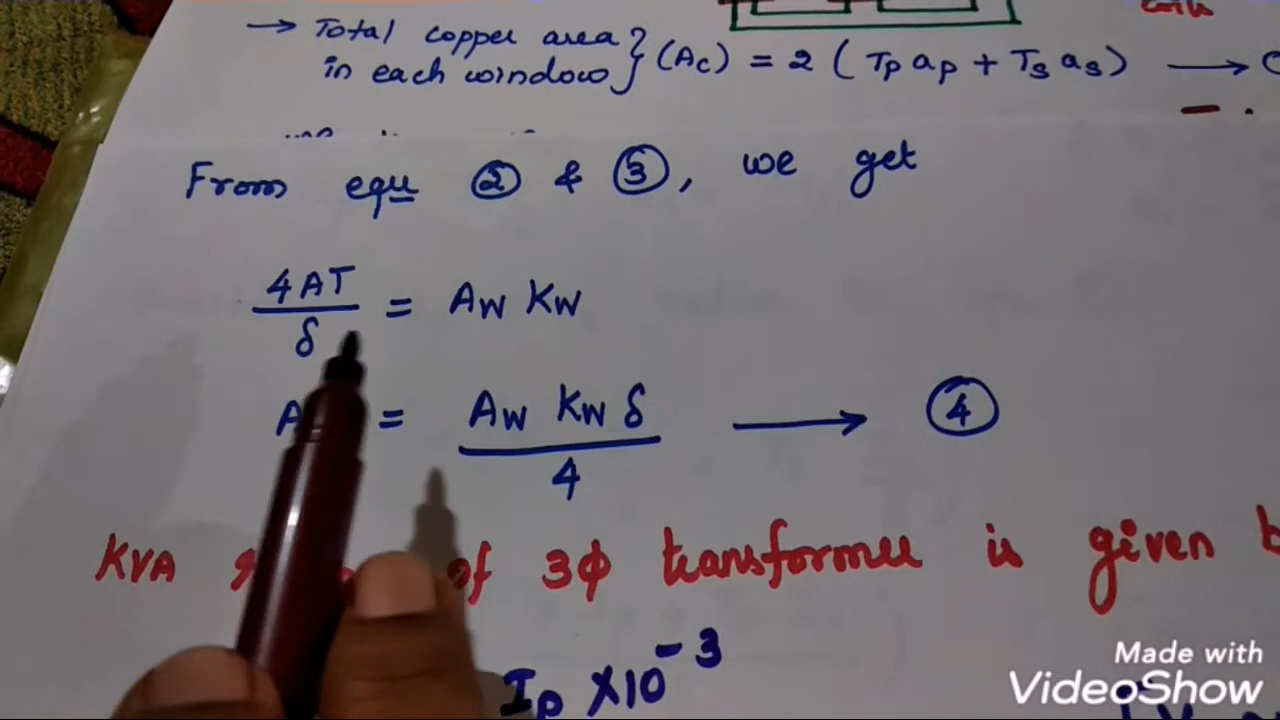 coils
→ Total copper area
in each window } (Ac) = 2 ( Tp ap + Ts as ) →
From equ ② & ③, we get
4AT / δ = Aw Kw
= Aw Kw δ / 4 → ④
KVA of 3ϕ transformer is given
Ip ×10⁻³
Made with
VideoShow